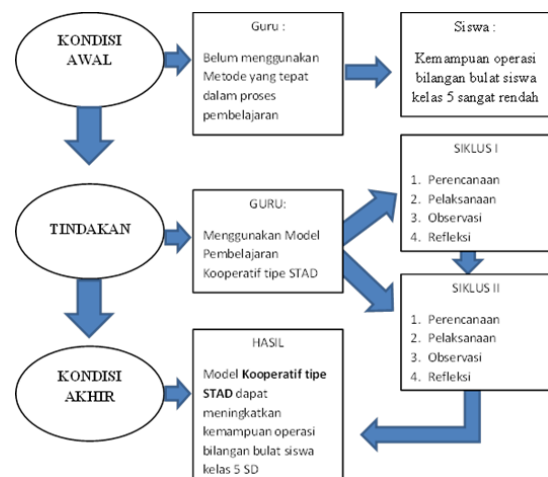 KONDISI
AWAL
Guru :
Belum menggunakan
Metode yang tepat
dalam proses
pembelajaran
Siswa :
Kemampuan operasi
bilangan bulat siswa
kelas 5 sangat rendah
TINDAKAN
GURU:
Menggunakan Model
Pembelajaran
Kooperatif tipe STAD
SIKLUS I
1. Perencanaan
2. Pelaksanaan
3. Observasi
4. Refleksi
SIKLUS II
1. Perencanaan
2. Pelaksanaan
3. Observasi
4. Refleksi
KONDISI
AKHIR
HASIL
Model Kooperatif tipe
STAD dapat
meningkatkan
kemampuan operasi
bilangan bulat siswa
kelas 5 SD